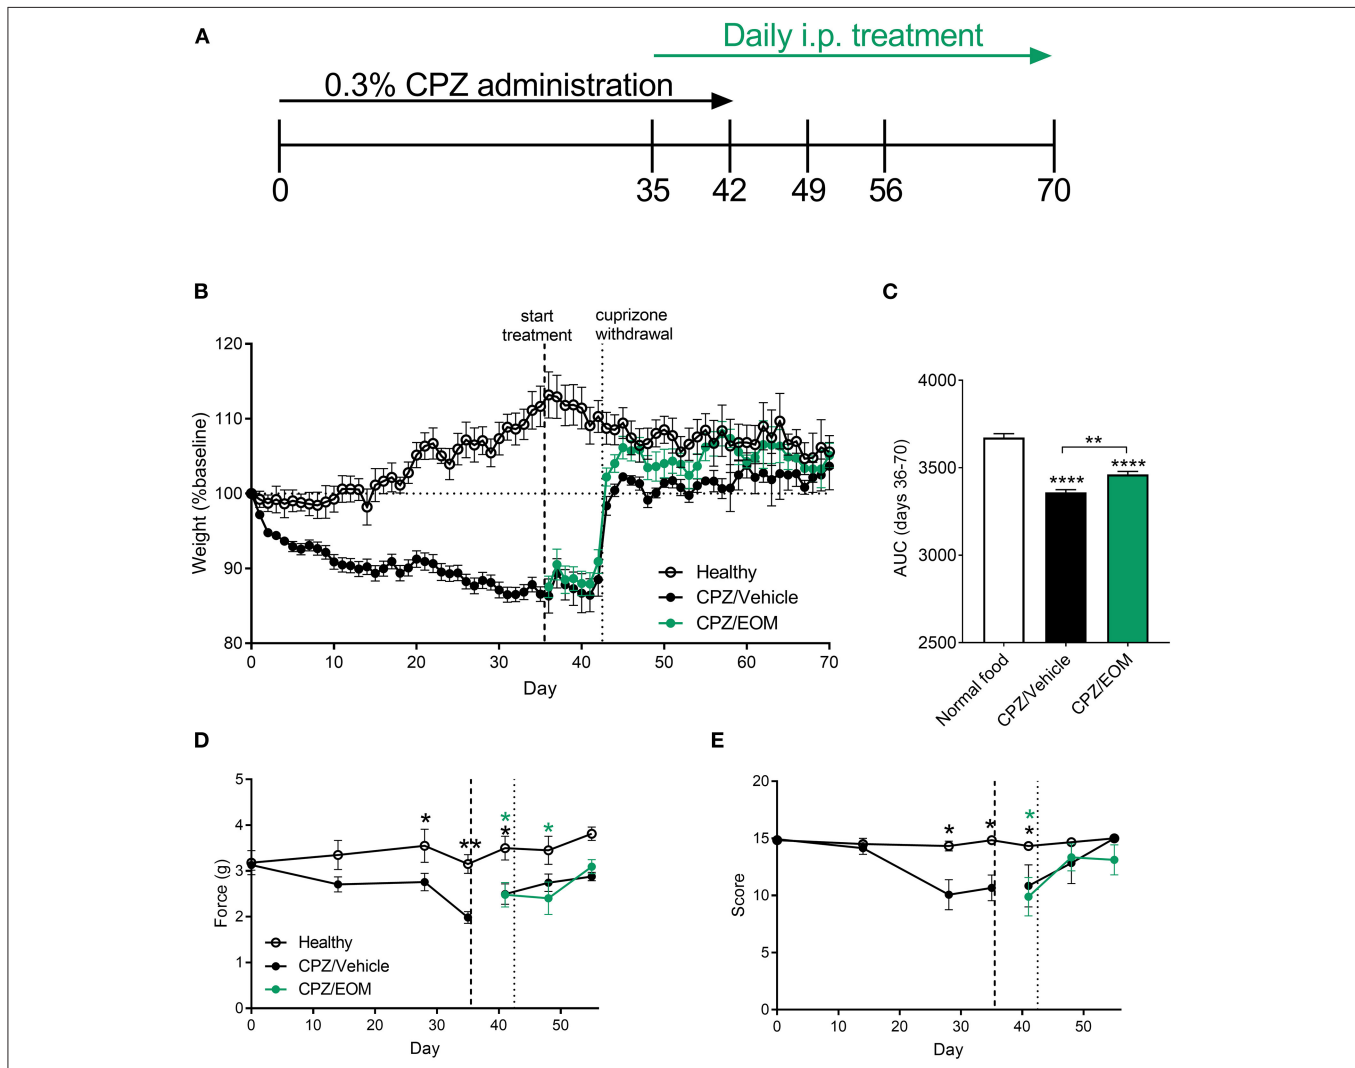 A
Daily i.p. treatment
0.3% CPZ administration
0 35 42 49 56 70
B
start
treatment
cuprizone
withdrawal
Weight (%baseline)
120
110
100
90
80
0 10 20 30 40 50 60 70
Day
Healthy
CPZ/Vehicle
CPZ/EOM
C
AUC (days 36-70)
4000
3500
3000
2500
**
****
****
Normal food
CPZ/Vehicle
CPZ/EOM
D
Force (g)
5
4
3
2
1
0
* ** * * *
Healthy
CPZ/Vehicle
CPZ/EOM
0 10 20 30 40 50
Day
E
Score
20
15
10
5
0
* * * *
0 10 20 30 40 50
Day